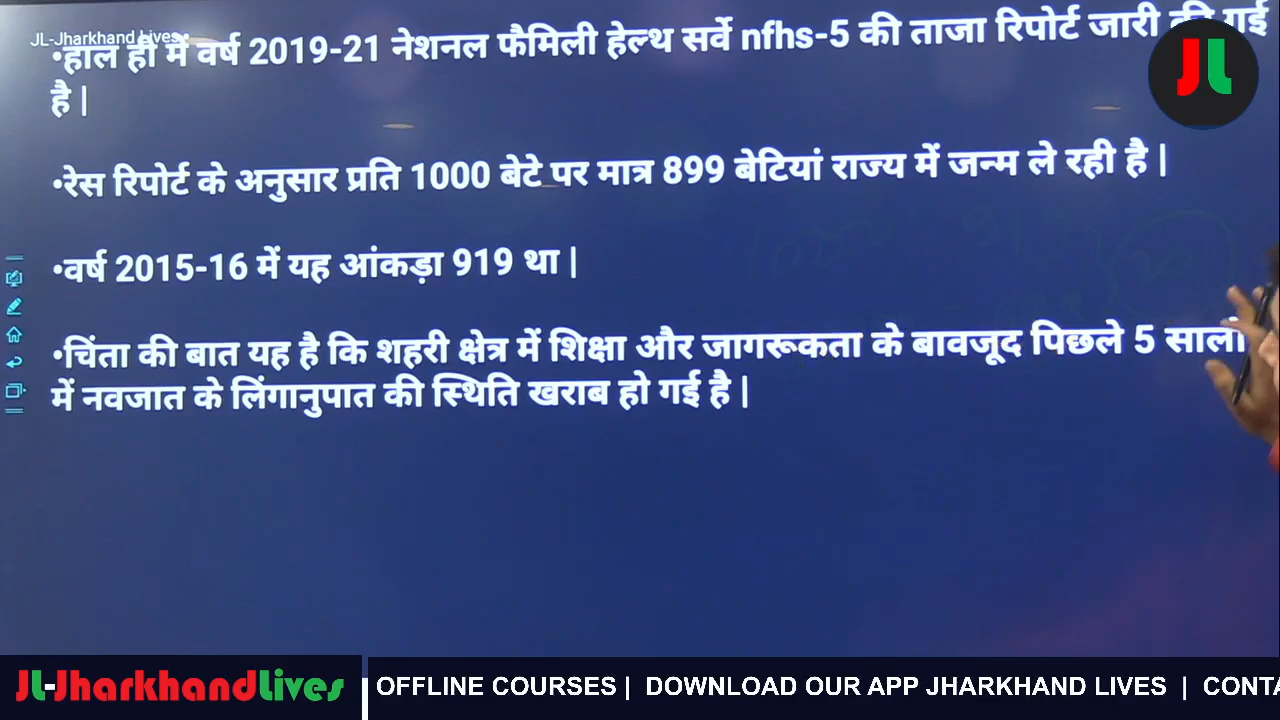 JL-Jharkhand Lives
•हाल ही में वर्ष 2019-21 नेशनल फैमिली हेल्थ सर्वे nfhs-5 की ताजा रिपोर्ट जारी की गई
है |
JL
•रेस रिपोर्ट के अनुसार प्रति 1000 बेटे पर मात्र 899 बेटियां राज्य में जन्म ले रही है |
•वर्ष 2015-16 में यह आंकड़ा 919 था |
•चिंता की बात यह है कि शहरी क्षेत्र में शिक्षा और जागरूकता के बावजूद पिछले 5 सालों
में नवजात के लिंगानुपात की स्थिति खराब हो गई है |
JL-JharkhandLives
OFFLINE COURSES | DOWNLOAD OUR APP JHARKHAND LIVES |